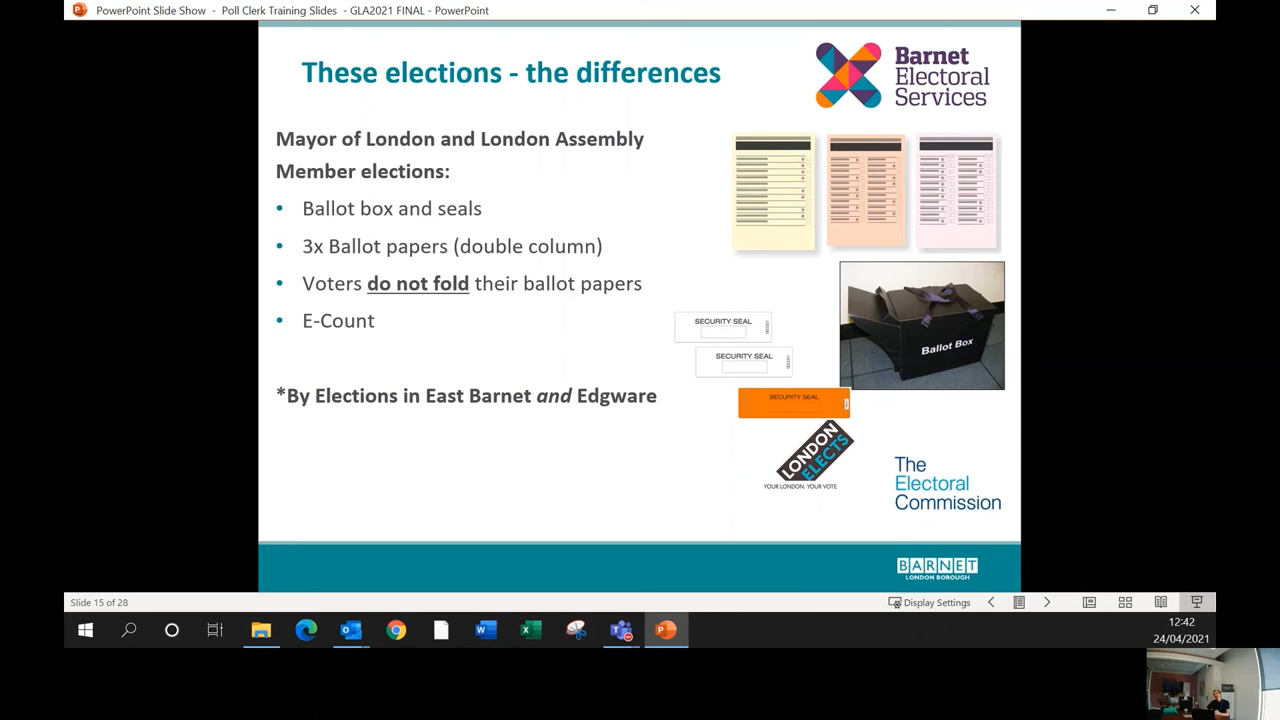 PowerPoint Slide Show - Poll Clerk Training Slides - GLA2021 FINAL - PowerPoint
These elections - the differences
Barnet
Electoral
Services
Mayor of London and London Assembly
Member elections:
• Ballot box and seals
• 3x Ballot papers (double column)
• Voters do not fold their ballot papers
• E-Count
*By Elections in East Barnet and Edgware
SECURITY SEAL
SECURITY SEAL
SECURITY SEAL
Ballot Box
LONDON
ELECTS
YOUR LONDON. YOUR VOTE
The
Electoral
Commission
BARNET
LONDON BOROUGH
Slide 15 of 28
Display Settings
12:42
24/04/2021